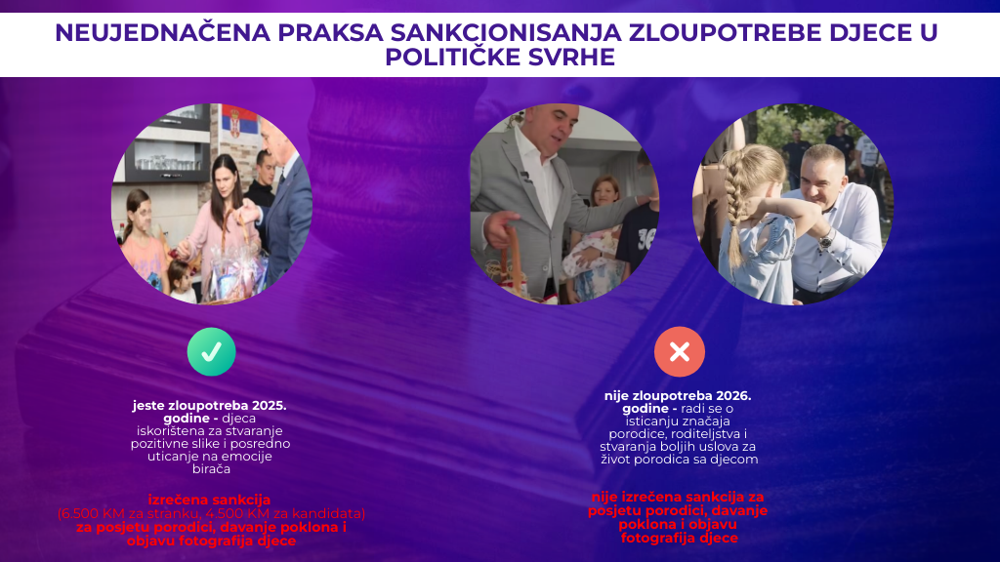 NEUJEDNAČENA PRAKSA SANKCIONISANJA ZLOUPOTREBE DJECE U
POLITIČKE SVRHE
jeste zloupotreba 2025.
godine - djeca
iskorištena za stvaranje
pozitivne slike i posredno
uticanje na emocije
birača
izrečena sankcija
(6.500 KM za stranku, 4.500 KM za kandidata)
za posjetu porodici, davanje poklona i
objavu fotografija djece
nije zloupotreba 2026.
godine - radi se o
isticanju značaja
porodice, roditeljstva i
stvaranja boljih uslova za
život porodica sa djecom
nije izrečena sankcija za
posjetu porodici, davanje
poklona i objavu
fotografija djece